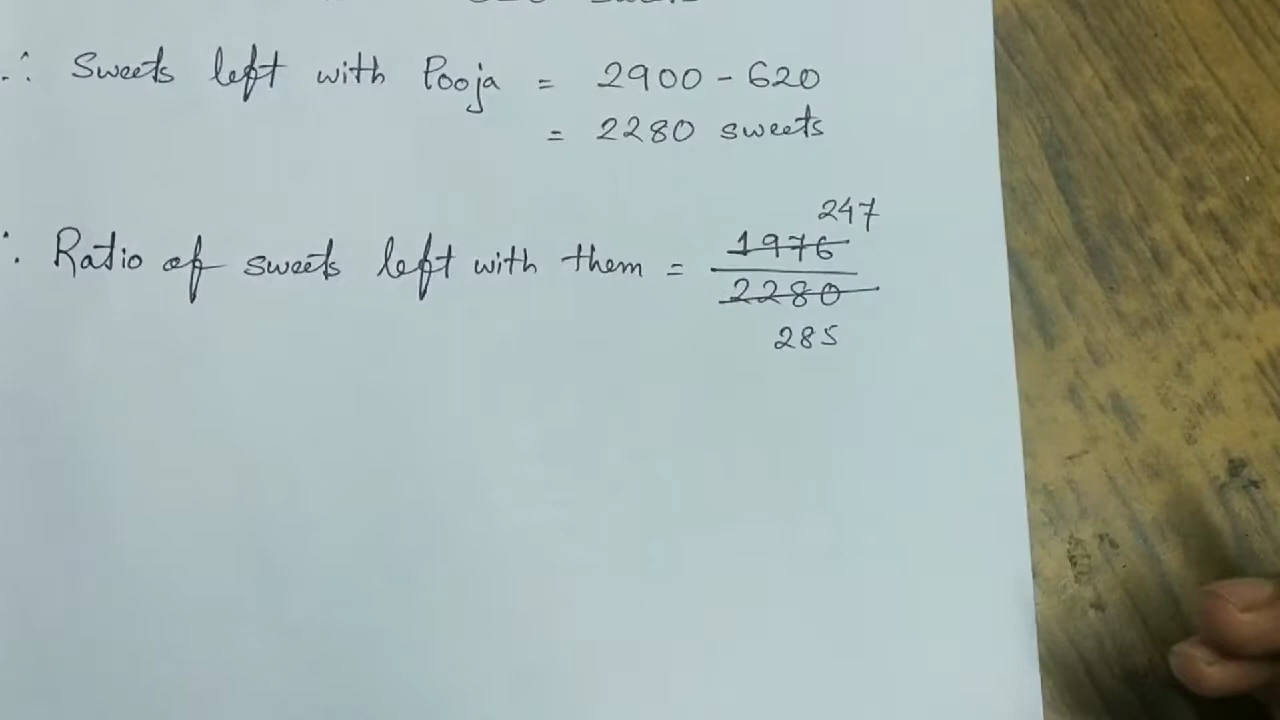 ∴ Sweets left with Pooja = 2900 - 620
= 2280 sweets
247
∴ Ratio of sweets left with them = 1976
2280
285